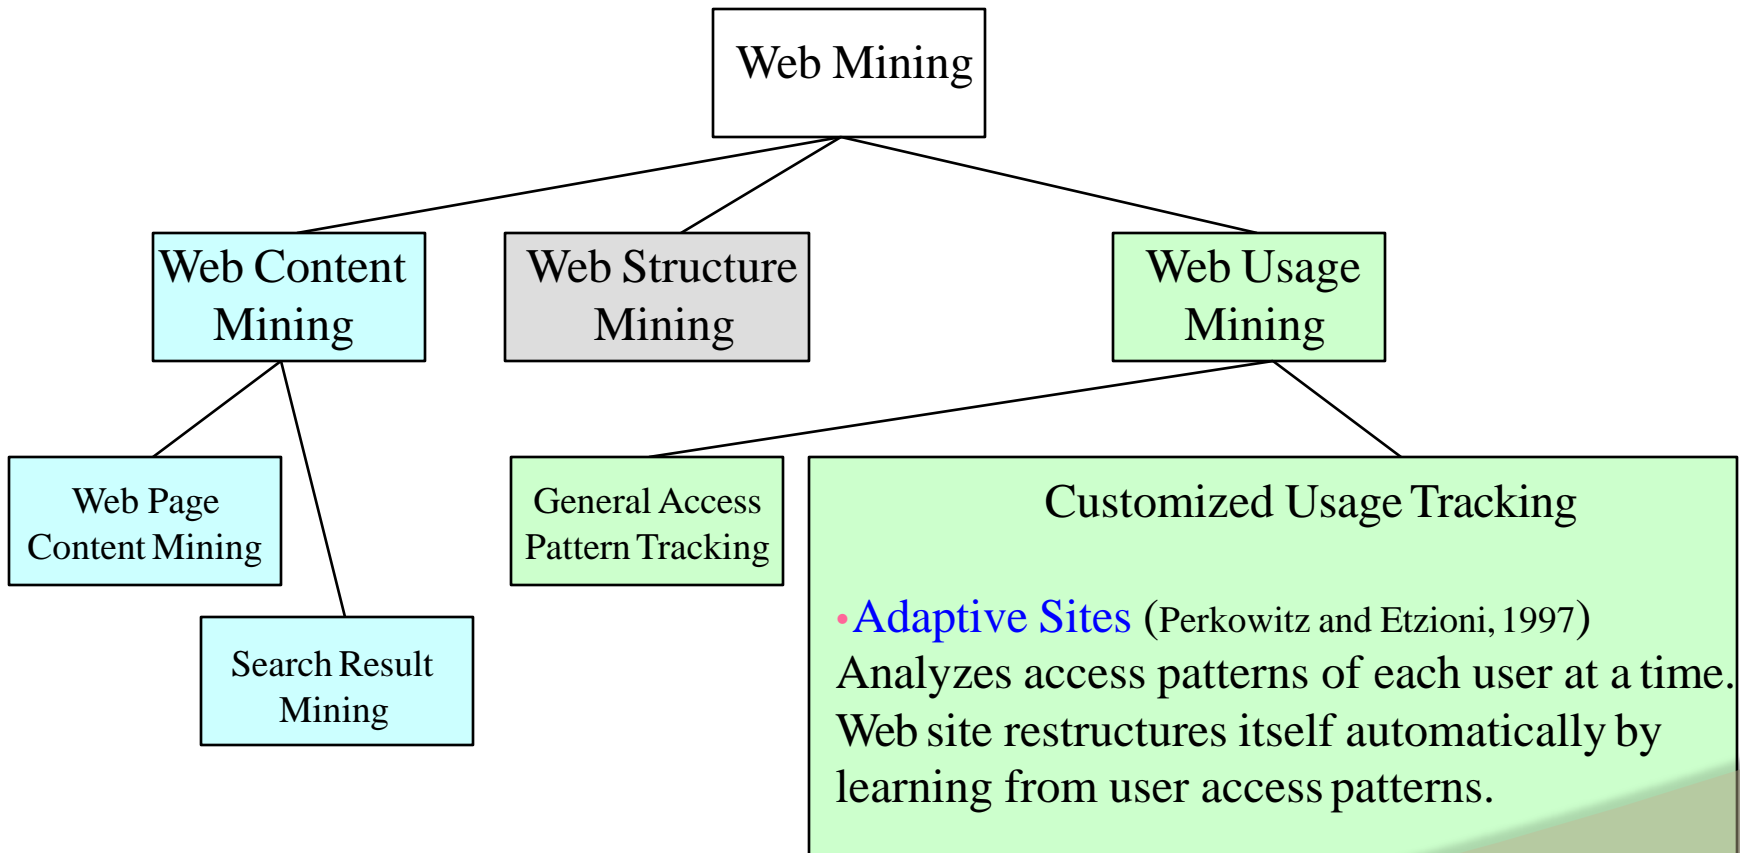 Web Mining
Web Content
Mining
Web Structure
Mining
Web Usage
Mining
Web Page
Content Mining
Search Result
Mining
General Access
Pattern Tracking
Customized Usage Tracking
•Adaptive Sites (Perkowitz and Etzioni, 1997)
Analyzes access patterns of each user at a time.
Web site restructures itself automatically by
learning from user access patterns.